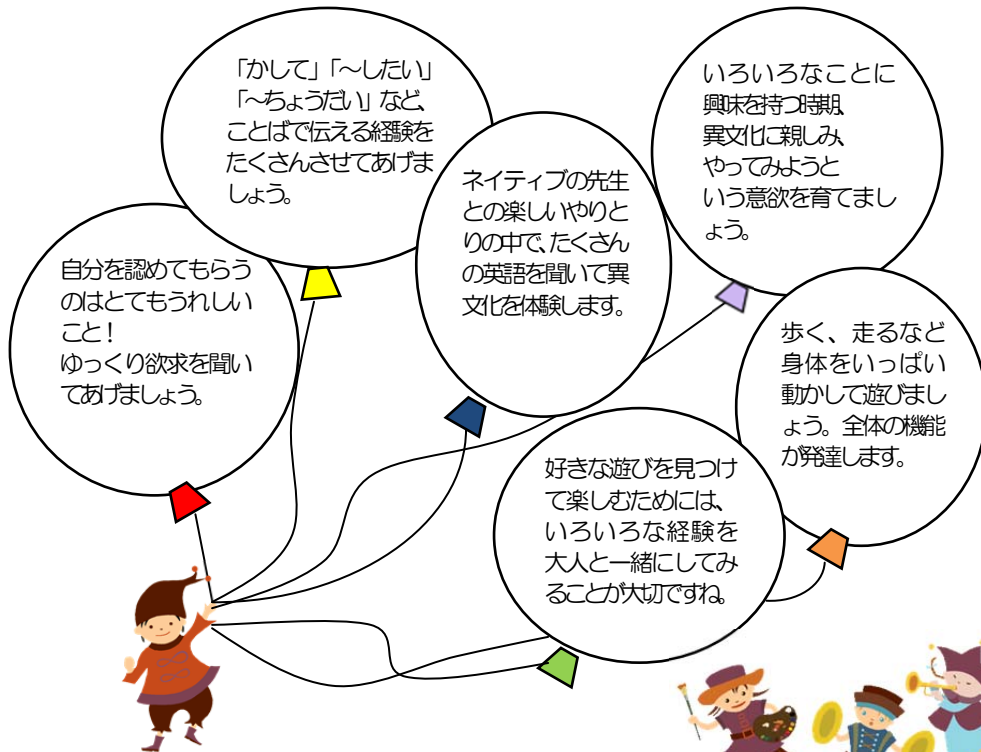 「かして」「～したい」
「～ちょうだい」など、
ことばで伝える経験を
たくさんさせてあげま
しょう。
いろいろなことに
興味を持つ時期、
異文化に親しみ、
やってみようと
いう意欲を育てまし
ょう。
ネイティブの先生
との楽しいやりと
りの中で、たくさん
の英語を聞いて異
文化を体験します。
自分を認めてもらう
のはとてもうれしい
こと！
ゆっくり欲求を聞い
てあげましょう。
歩く、走るなど
身体をいっぱい
動かして遊びまし
ょう。全体の機能
が発達します。
好きな遊びを見つけ
て楽しむためには、
いろいろな経験を
大人と一緒にしてみ
ることが大切ですね。